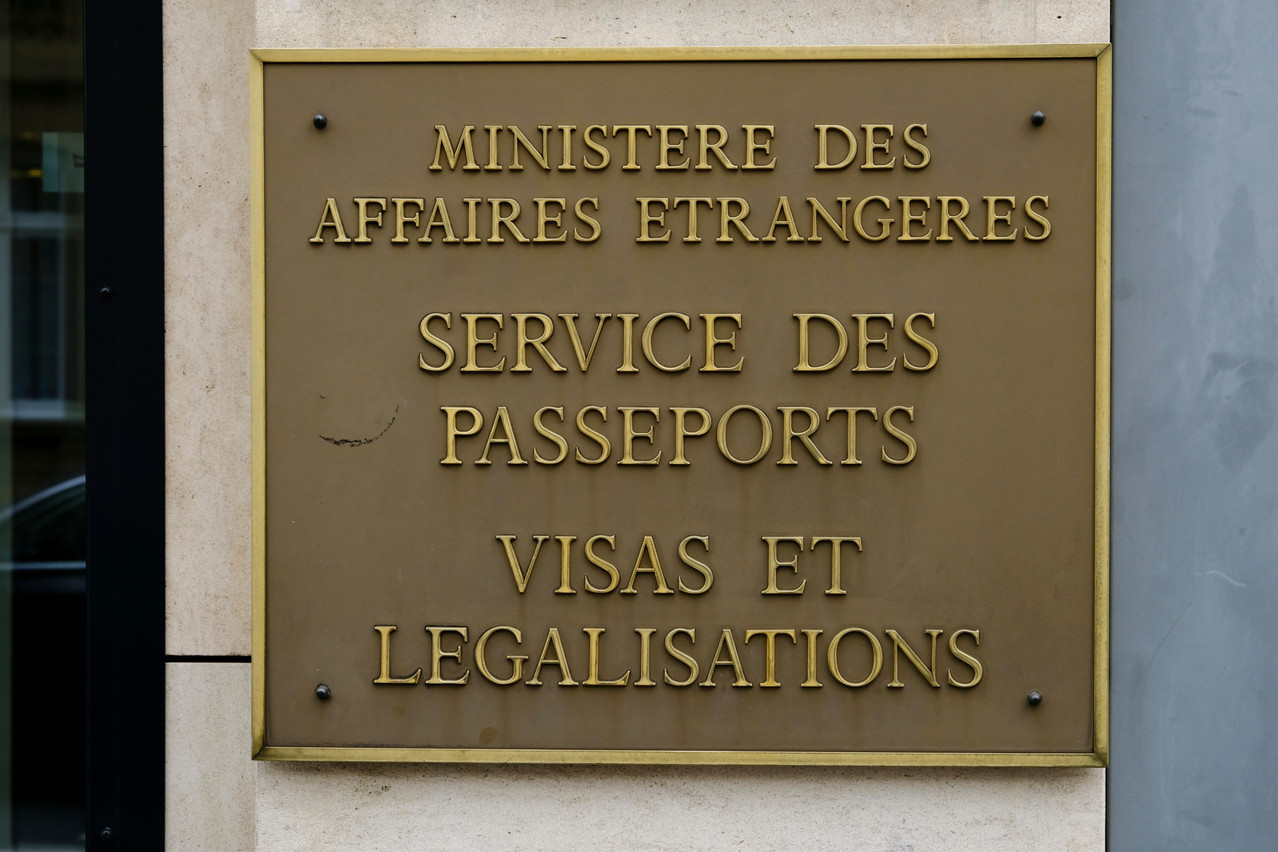 MINISTERE DES
AFFAIRES ETRANGERES
SERVICE DES
PASSEPORTS
VISAS ET
LEGALISATIONS